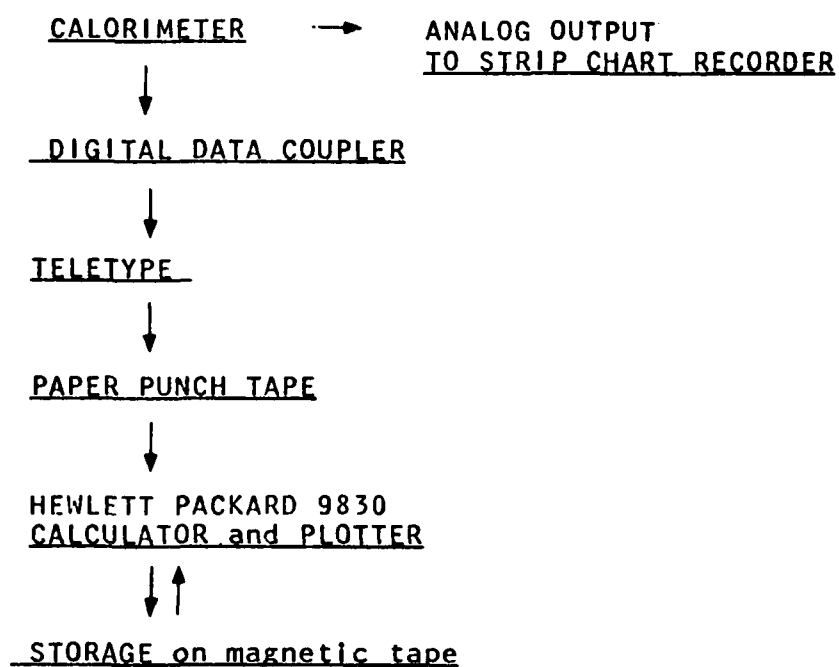 CALORIMETER → ANALOG OUTPUT
TO STRIP CHART RECORDER
↓
DIGITAL DATA COUPLER
↓
TELETYPE
↓
PAPER PUNCH TAPE
↓
HEWLETT PACKARD 9830
CALCULATOR and PLOTTER
↓↑
STORAGE on magnetic tape